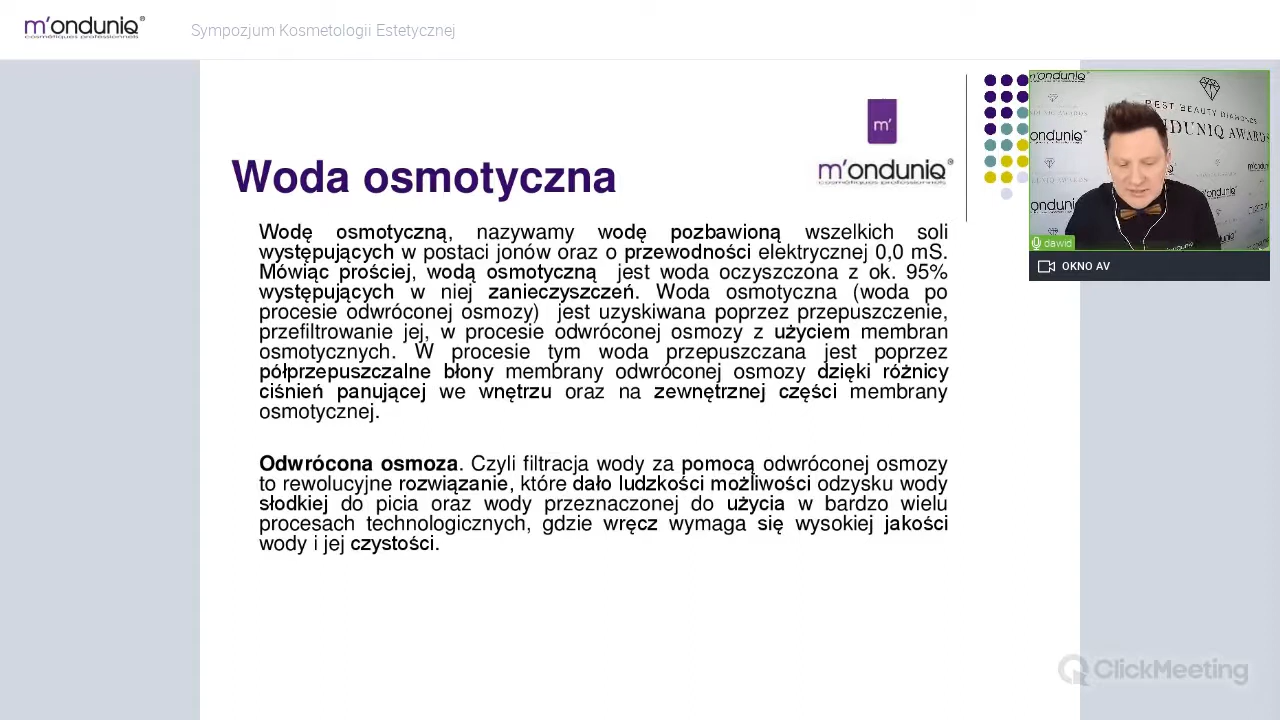 m'onduniq®
cosmétiques professionnels
Sympozjum Kosmetologii Estetycznej
m'
m'onduniq®
cosmétiques professionnels
Woda osmotyczna
Wodę osmotyczną, nazywamy wodę pozbawioną wszelkich soli
występujących w postaci jonów oraz o przewodności elektrycznej 0,0 mS.
Mówiąc prościej, wodą osmotyczną jest woda oczyszczona z ok. 95%
występujących w niej zanieczyszczeń. Woda osmotyczna (woda po
procesie odwróconej osmozy) jest uzyskiwana poprzez przepuszczenie,
przefiltrowanie jej, w procesie odwróconej osmozy z użyciem membran
osmotycznych. W procesie tym woda przepuszczana jest poprzez
półprzepuszczalne błony membrany odwróconej osmozy dzięki różnicy
ciśnień panującej we wnętrzu oraz na zewnętrznej części membrany
osmotycznej.
Odwrócona osmoza. Czyli filtracja wody za pomocą odwróconej osmozy
to rewolucyjne rozwiązanie, które dało ludzkości możliwości odzysku wody
słodkiej do picia oraz wody przeznaczonej do użycia w bardzo wielu
procesach technologicznych, gdzie wręcz wymaga się wysokiej jakości
wody i jej czystości.
BEST BEAUTY
dawid
OKNO AV
ClickMeeting